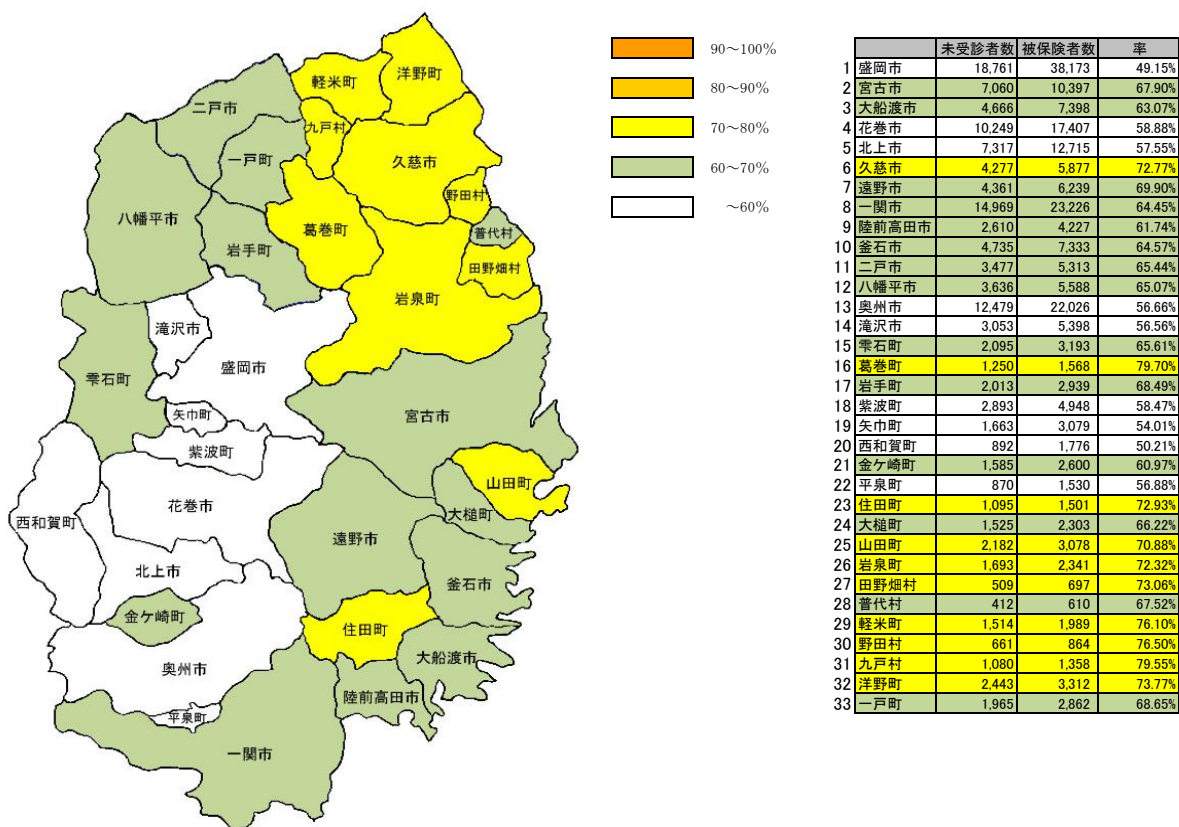 洋野町
軽米町
二戸市
九戸村
一戸町
久慈市
野田村
八幡平市
葛巻町
普代村
岩手町
田野畑村
岩泉町
滝沢市
盛岡市
雫石町
矢巾町
宮古市
紫波町
山田町
花巻市
大槌町
西和賀町
遠野市
北上市
釜石市
金ケ崎町
住田町
大船渡市
奥州市
陸前高田市
平泉町
一関市
90～100%
80～90%
70～80%
60～70%
～60%
未受診者数 被保険者数 率
1 盛岡市 18,761 38,173 49.15%
2 宮古市 7,060 10,397 67.90%
3 大船渡市 4,666 7,398 63.07%
4 花巻市 10,249 17,407 58.88%
5 北上市 7,317 12,715 57.55%
6 久慈市 4,277 5,877 72.77%
7 遠野市 4,361 6,239 69.90%
8 一関市 14,969 23,226 64.45%
9 陸前高田市 2,610 4,227 61.74%
10 釜石市 4,735 7,333 64.57%
11 二戸市 3,477 5,313 65.44%
12 八幡平市 3,636 5,588 65.07%
13 奥州市 12,479 22,026 56.66%
14 滝沢市 3,053 5,398 56.56%
15 雫石町 2,095 3,193 65.61%
16 葛巻町 1,250 1,568 79.70%
17 岩手町 2,013 2,939 68.49%
18 紫波町 2,893 4,948 58.47%
19 矢巾町 1,663 3,079 54.01%
20 西和賀町 892 1,776 50.21%
21 金ケ崎町 1,585 2,600 60.97%
22 平泉町 870 1,530 56.88%
23 住田町 1,095 1,501 72.93%
24 大槌町 1,525 2,303 66.22%
25 山田町 2,182 3,078 70.88%
26 岩泉町 1,693 2,341 72.32%
27 田野畑村 509 697 73.06%
28 普代村 412 610 67.52%
29 軽米町 1,514 1,989 76.10%
30 野田村 661 864 76.50%
31 九戸村 1,080 1,358 79.55%
32 洋野町 2,443 3,312 73.77%
33 一戸町 1,965 2,862 68.65%